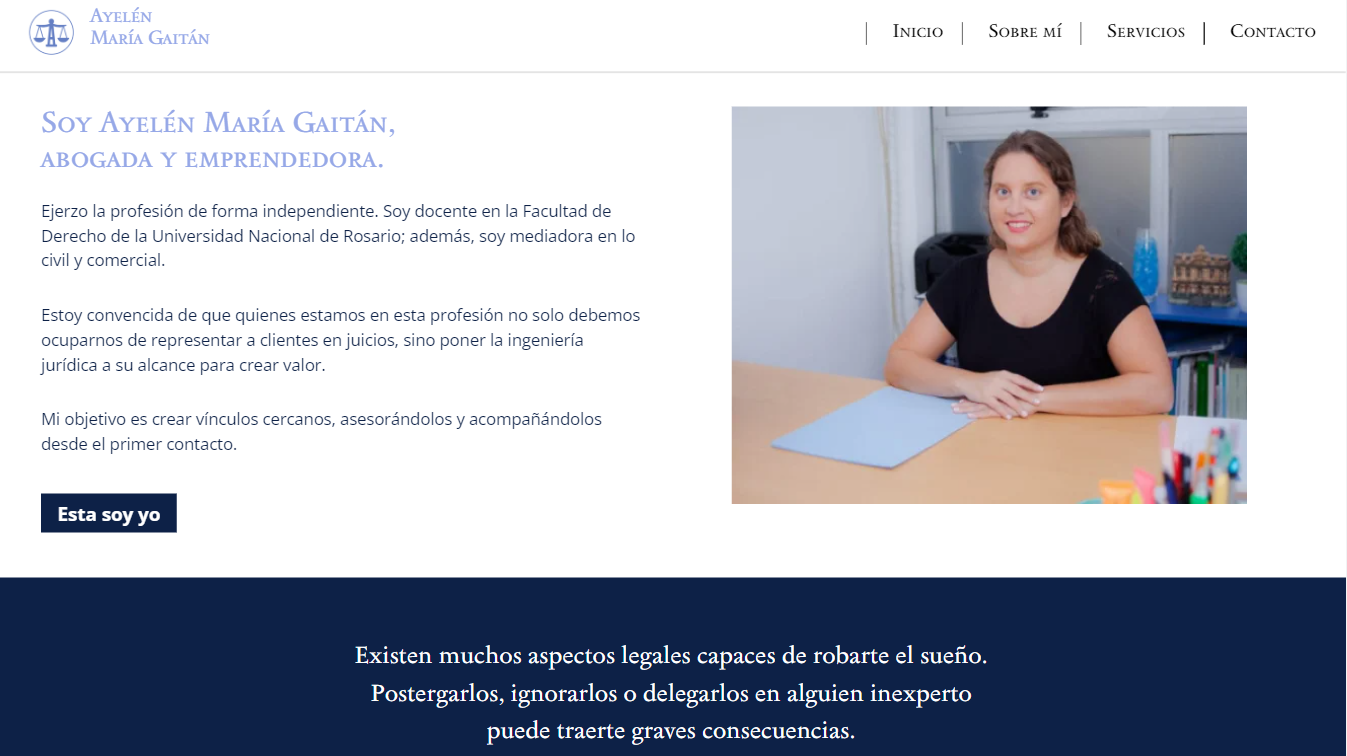 Ayelén
María Gaitán
Inicio
Sobre mí
Servicios
Contacto
Soy Ayelén María Gaitán,
abogada y emprendedora.
Ejerzo la profesión de forma independiente. Soy docente en la Facultad de
Derecho de la Universidad Nacional de Rosario; además, soy mediadora en lo
civil y comercial.
Estoy convencida de que quienes estamos en esta profesión no solo debemos
ocuparnos de representar a clientes en juicios, sino poner la ingeniería
jurídica a su alcance para crear valor.
Mi objetivo es crear vínculos cercanos, asesorándolos y acompañándolos
desde el primer contacto.
Esta soy yo
Existen muchos aspectos legales capaces de robarte el sueño.
Postergarlos, ignorarlos o delegarlos en alguien inexperto
puede traerte graves consecuencias.